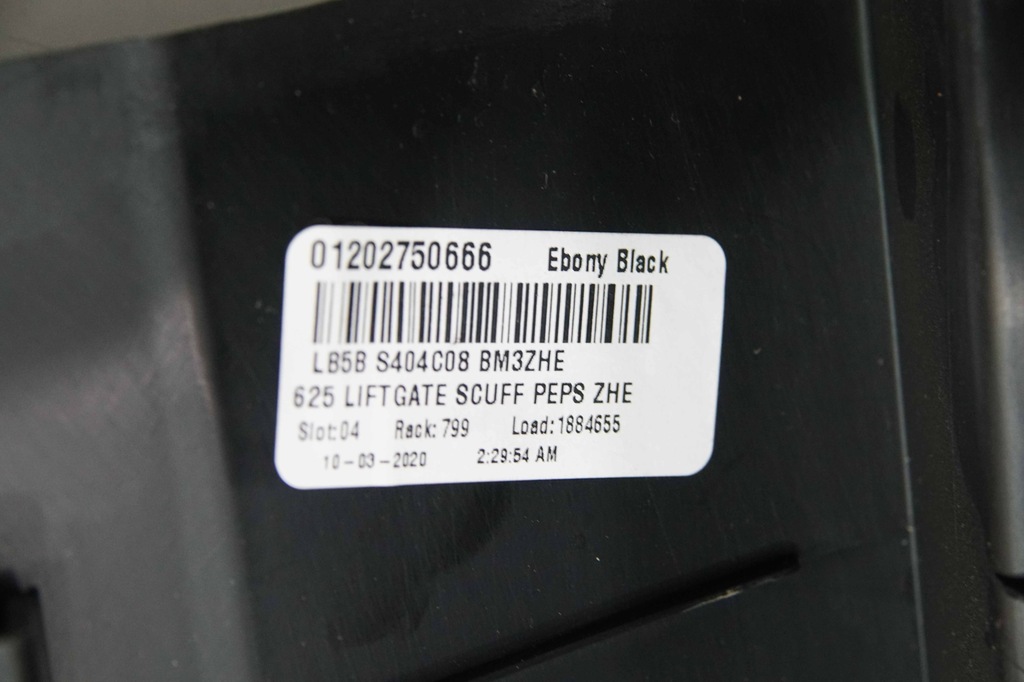 01202750666 Ebony Black
LB5B S404C08 BM3ZHE
625 LIFTGATE SCUFF PEPS ZHE
Slot:04 Rack:799 Load:1884655
10-03-2020 2:29:54 AM